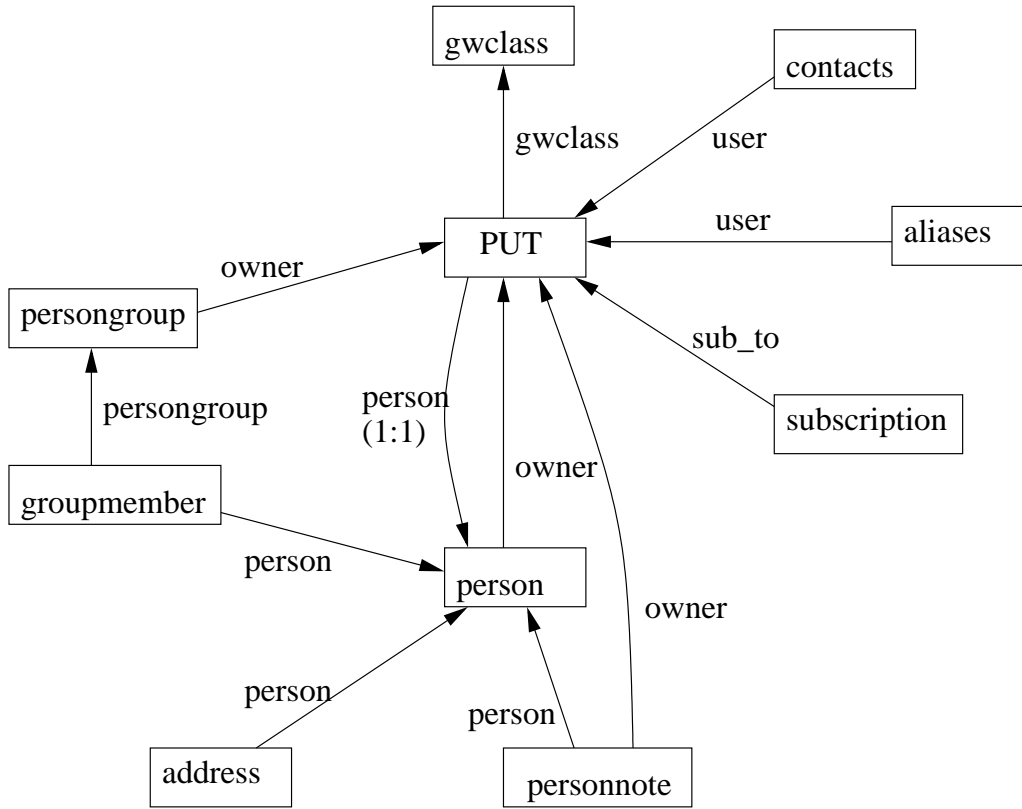 gwclass
contacts
gwclass
user
user
PUT
aliases
owner
persongroup
sub_to
person
(1:1)
persongroup
subscription
owner
groupmember
person
person
owner
person
person
address
personnote